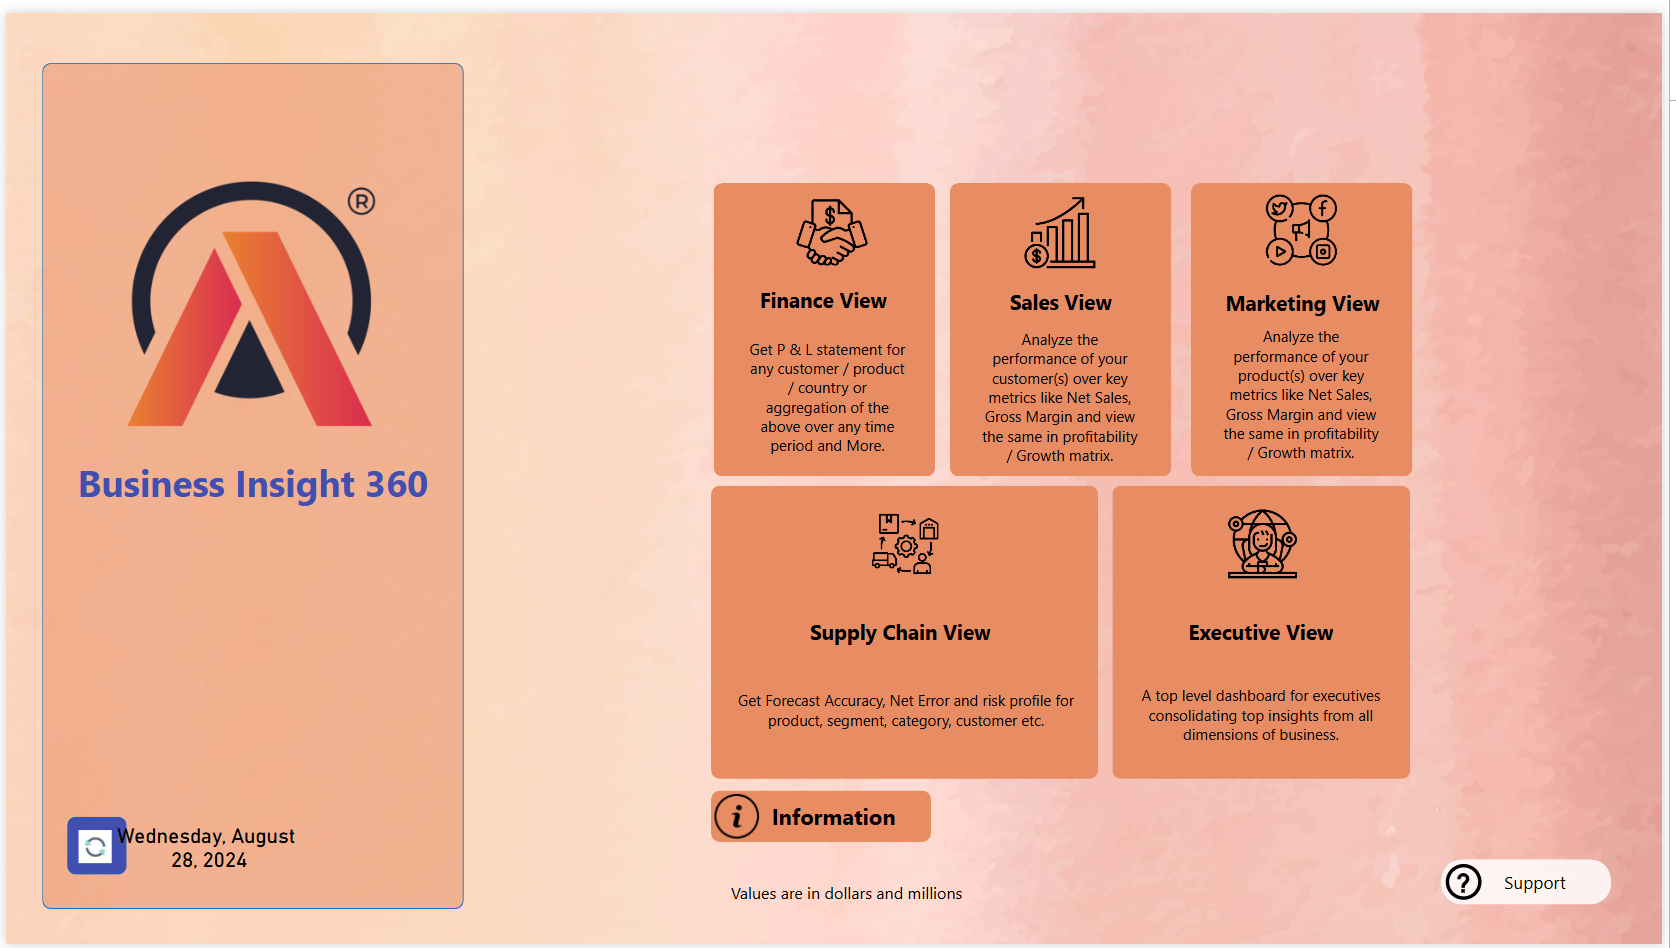 ®
Business Insight 360
Wednesday, August
28, 2024
Finance View
Get P & L statement for
any customer / product
/ country or
aggregation of the
above over any time
period and More.
Sales View
Analyze the
performance of your
customer(s) over key
metrics like Net Sales,
Gross Margin and view
the same in profitability
/ Growth matrix.
Marketing View
Analyze the
performance of your
product(s) over key
metrics like Net Sales,
Gross Margin and view
the same in profitability
/ Growth matrix.
Supply Chain View
Get Forecast Accuracy, Net Error and risk profile for
product, segment, category, customer etc.
Executive View
A top level dashboard for executives
consolidating top insights from all
dimensions of business.
Information
Values are in dollars and millions
Support